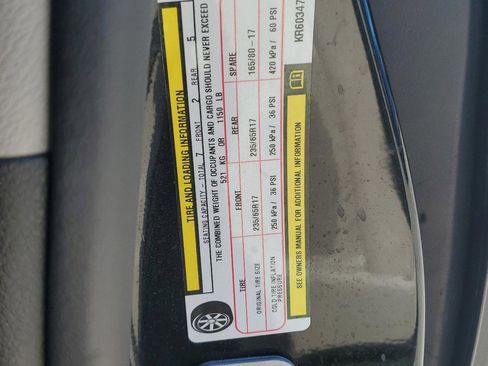 TIRE AND LOADING INFORMATION
SEATING CAPACITY - TOTAL 7 FRONT 2 REAR 5
THE COMBINED WEIGHT OF OCCUPANTS AND CARGO SHOULD NEVER EXCEED
521 KG OR 1150 LB
TIRE FRONT REAR SPARE
ORIGINAL TIRE SIZE 235/65R17 235/65R17 165/80-17
COLD TIRE INFLATION PRESSURE 250 kPa / 36 PSI 250 kPa / 36 PSI 420 kPa / 60 PSI
SEE OWNERS MANUAL FOR ADDITIONAL INFORMATION
KR60347